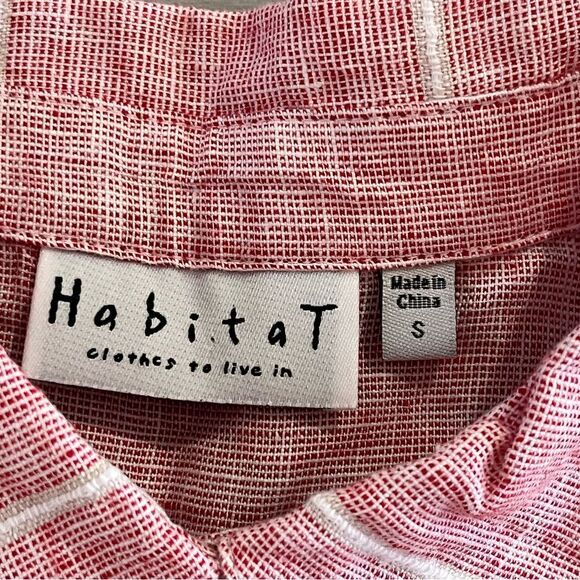 HabitaT
clothes to live in
Made in
China
S